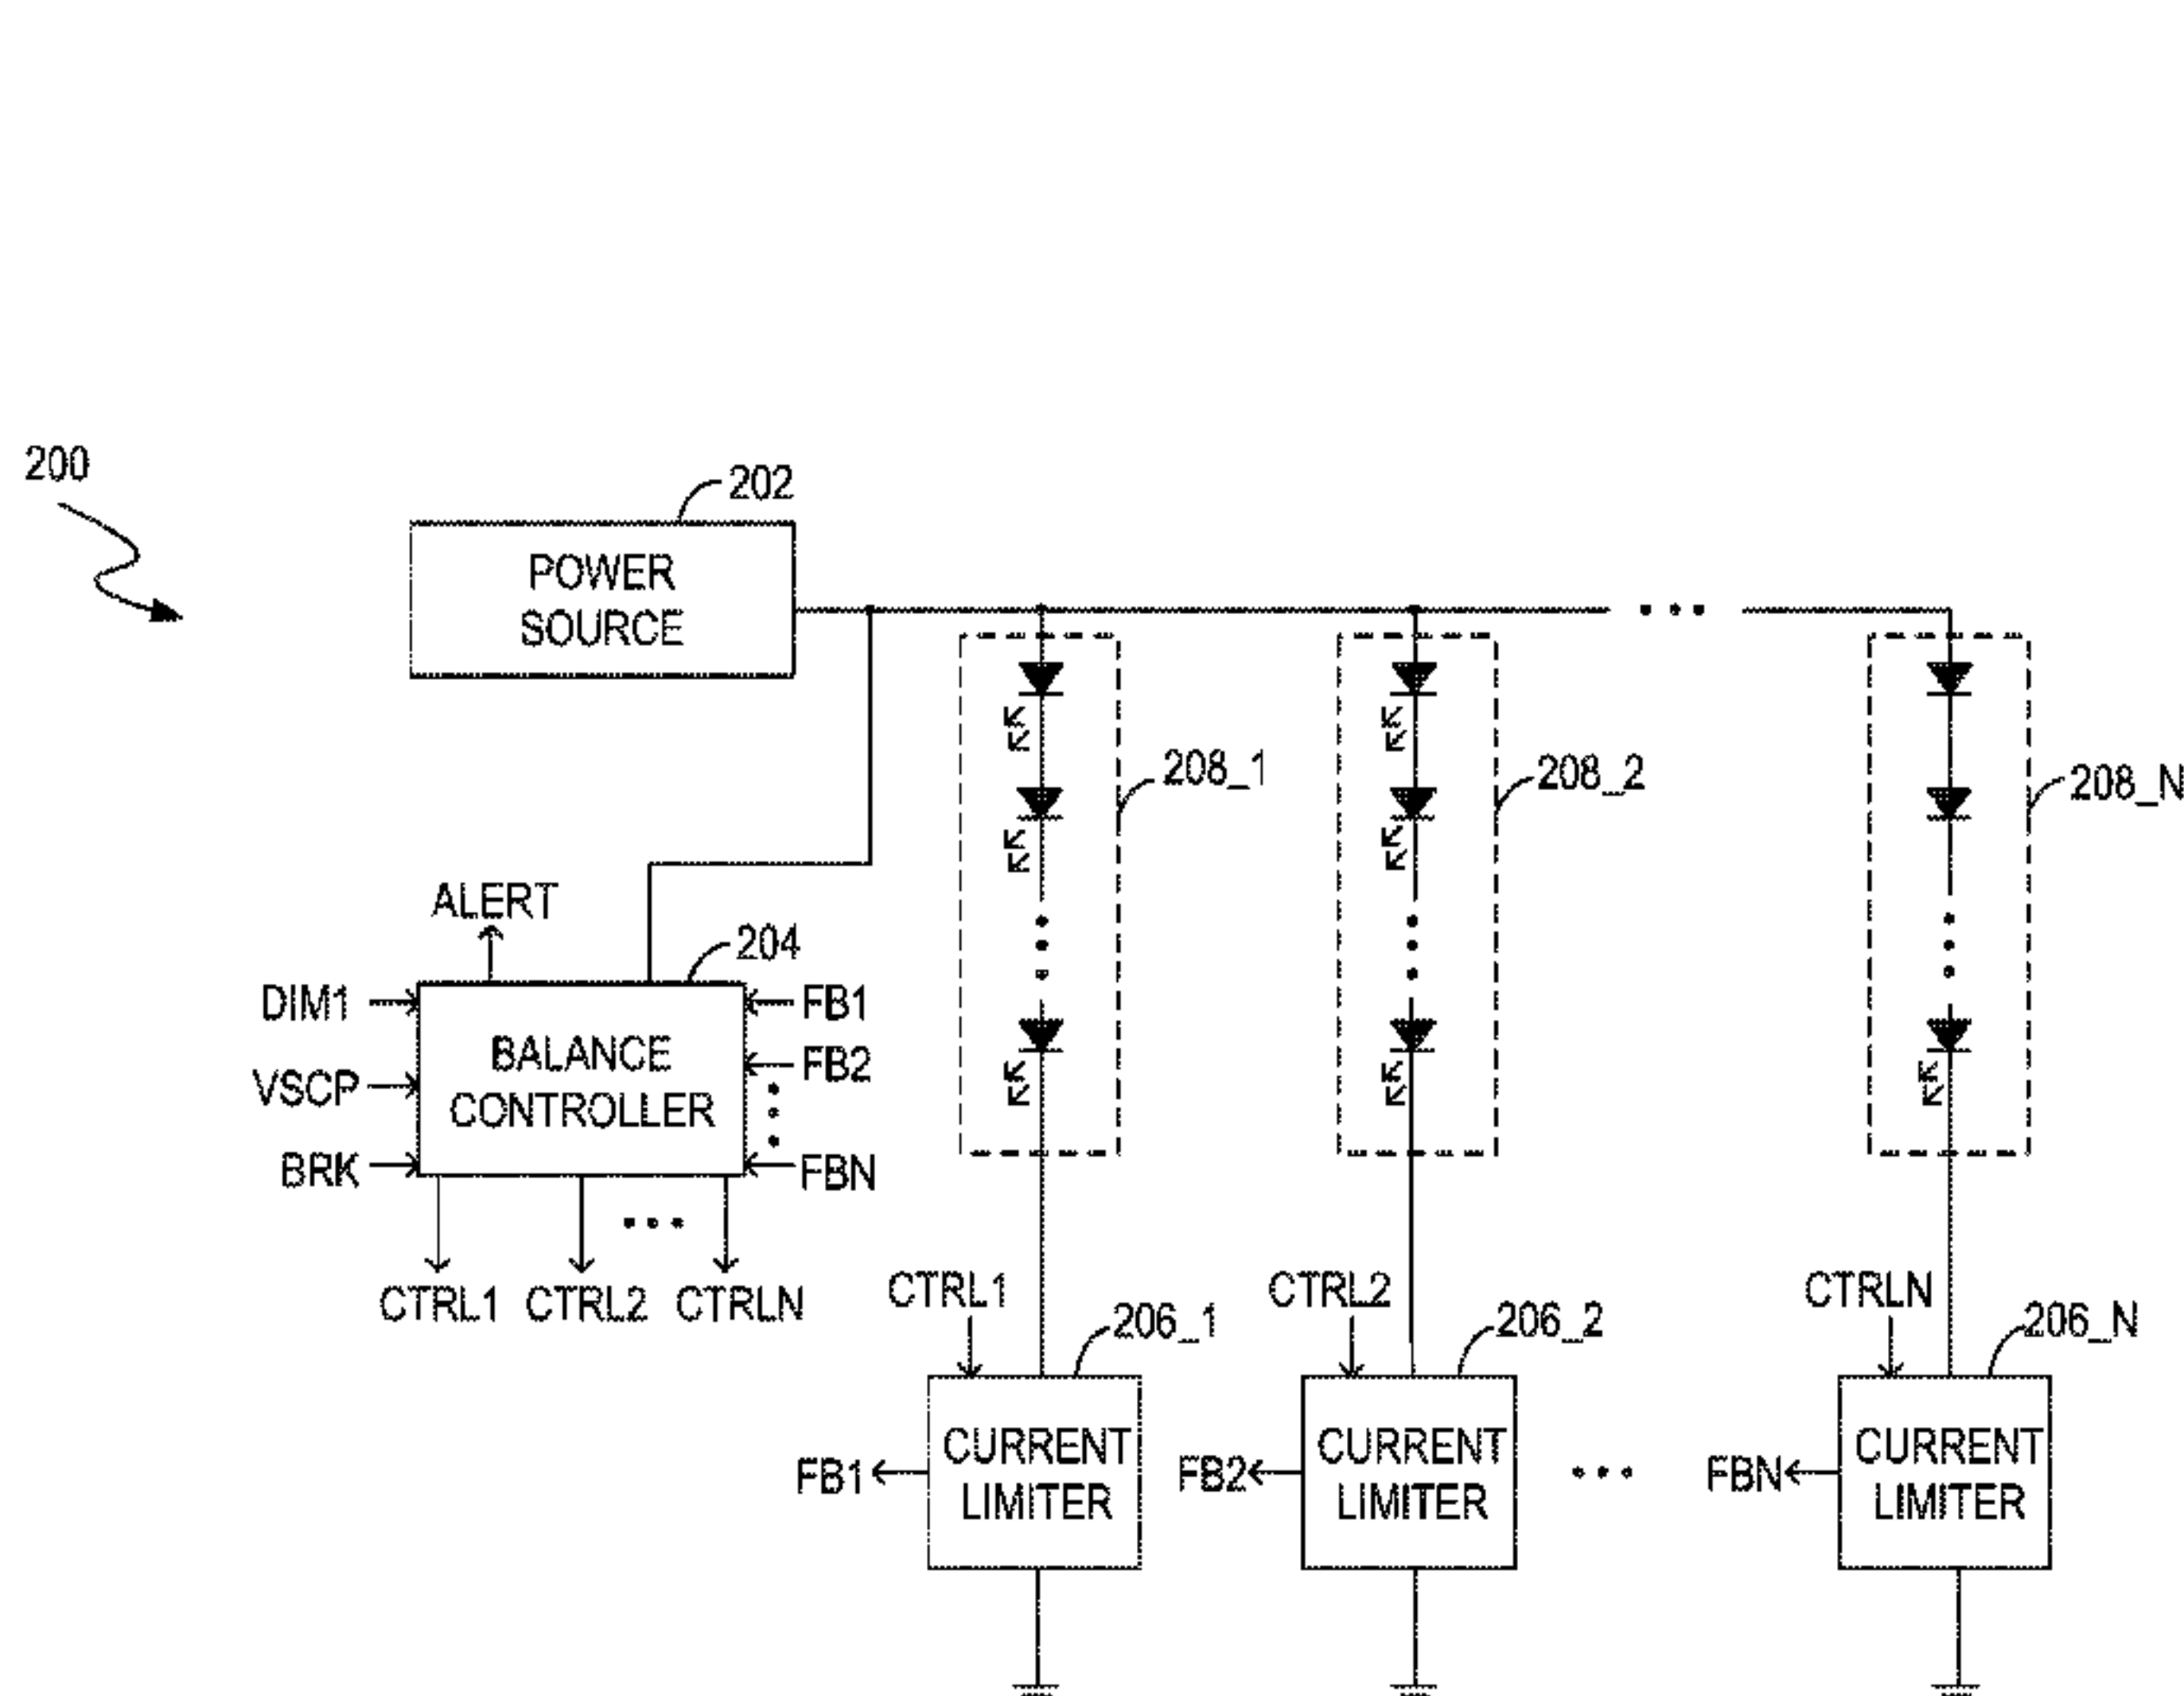 200
202
POWER
SOURCE
208_1
208_2
208_N
ALERT
204
DIM1
FB1
BALANCE
CONTROLLER
FB2
VSCP
BRK
FBN
CTRL1
CTRL2
CTRLN
CTRL1
CTRL2
CTRLN
206_1
206_2
206_N
CURRENT
LIMITER
CURRENT
LIMITER
CURRENT
LIMITER
FB1
FB2
FBN